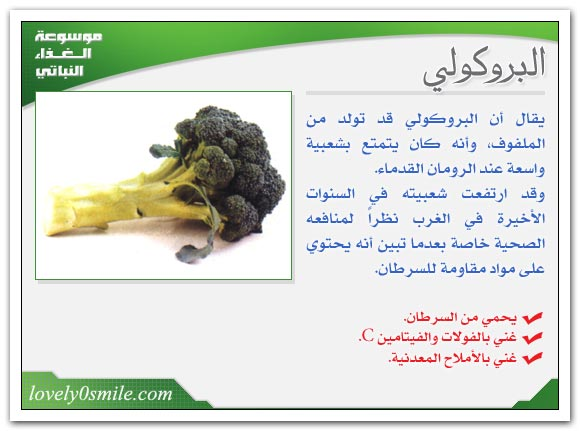 موسوعة
الغذاء
النباتي
البروكولي
يقال أن البروكولي قد تولد من
الملفوف، وأنه كان يتمتع بشعبية
واسعة عند الرومان القدماء.
وقد ارتفعت شعبيته في السنوات
الأخيرة في الغرب نظراً لمنافعه
الصحية خاصة بعدما تبين أنه يحتوي
على مواد مقاومة للسرطان.
يحمي من السرطان.
غني بالفولات والفيتامين C.
غني بالأملاح المعدنية.
lovely0smile.com